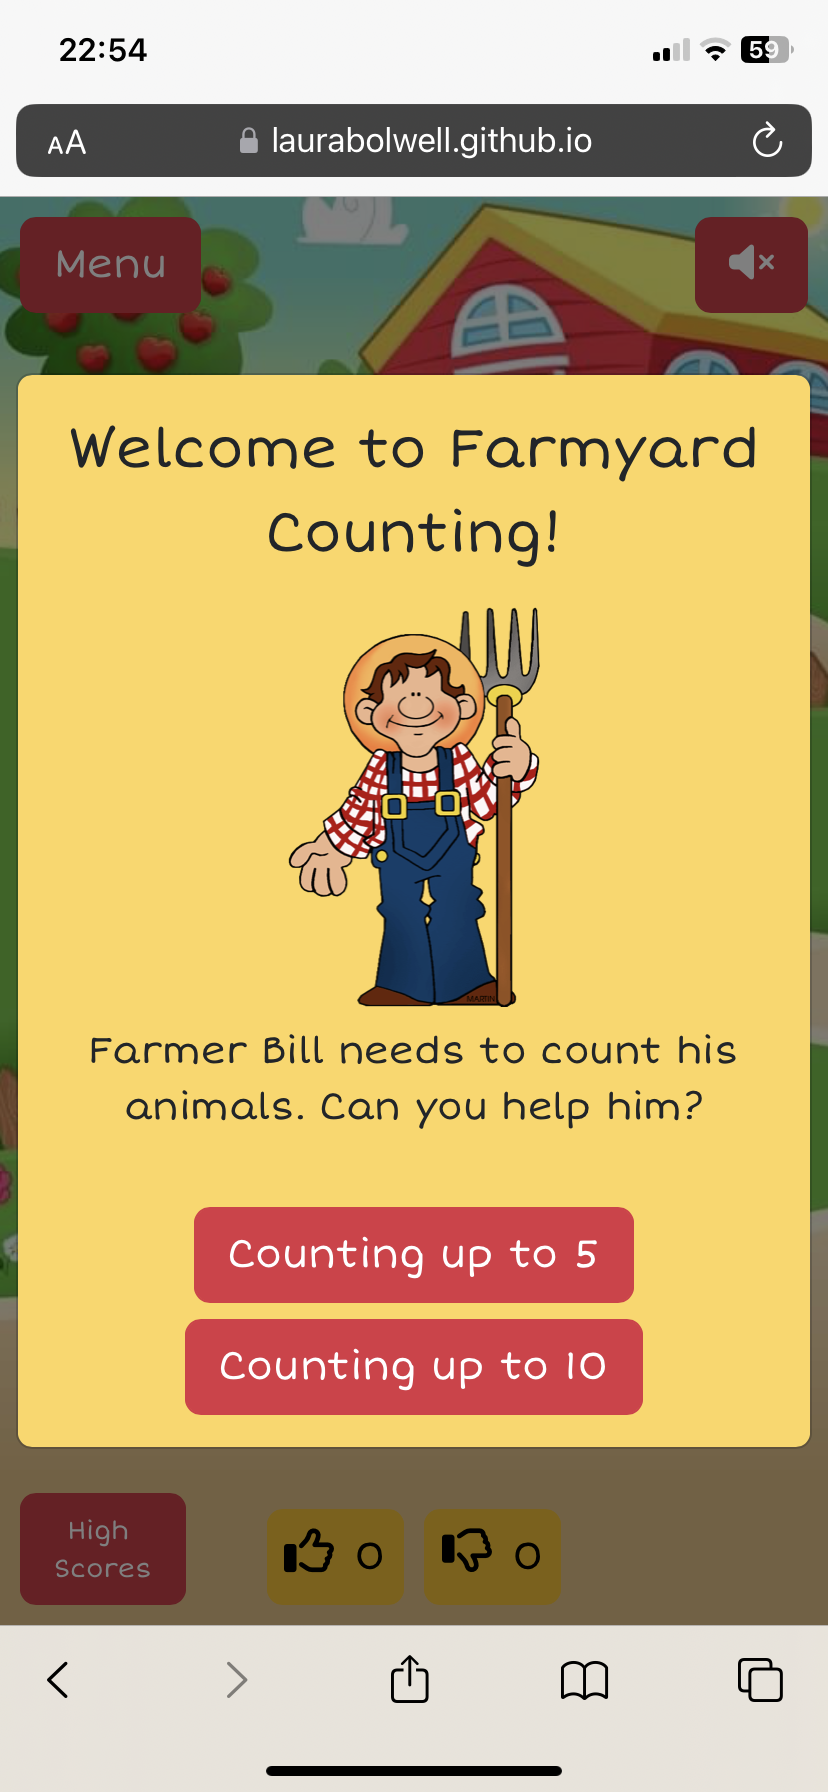 22:54
59
AA
laurabolwell.github.io
Menu
Welcome to Farmyard
Counting!
MARTIN
Farmer Bill needs to count his
animals. Can you help him?
Counting up to 5
Counting up to 10
High
Scores
0
0